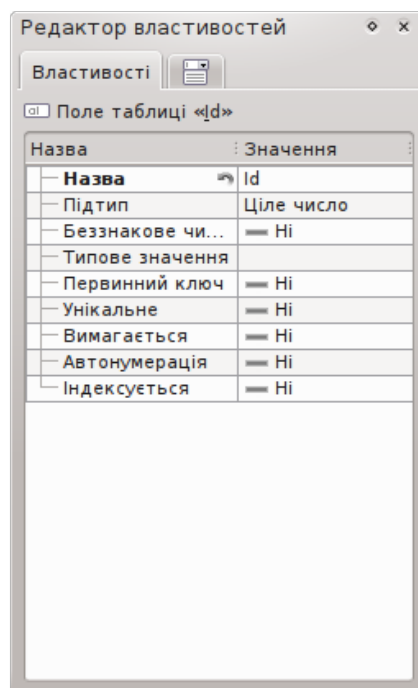 Редактор властивостей
Властивості
Поле таблиці «Id»
Назва Значення
Назва Id
Підтип Ціле число
Беззнакове чи... Ні
Типове значення
Первинний ключ Ні
Унікальне Ні
Вимагається Ні
Автонумерація Ні
Індексується Ні